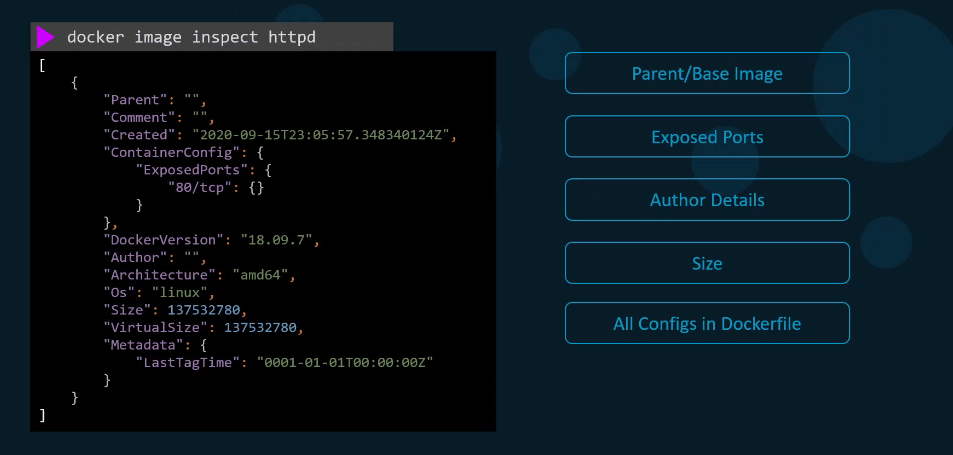 docker image inspect httpd
[
    {
        "Parent": "",
        "Comment": "",
        "Created": "2020-09-15T23:05:57.348340124Z",
        "ContainerConfig": {
            "ExposedPorts": {
                "80/tcp": {}
            }
        },
        "DockerVersion": "18.09.7",
        "Author": "",
        "Architecture": "amd64",
        "Os": "linux",
        "Size": 137532780,
        "VirtualSize": 137532780,
        "Metadata": {
            "LastTagTime": "0001-01-01T00:00:00Z"
        }
    }
]
Parent/Base Image
Exposed Ports
Author Details
Size
All Configs in Dockerfile